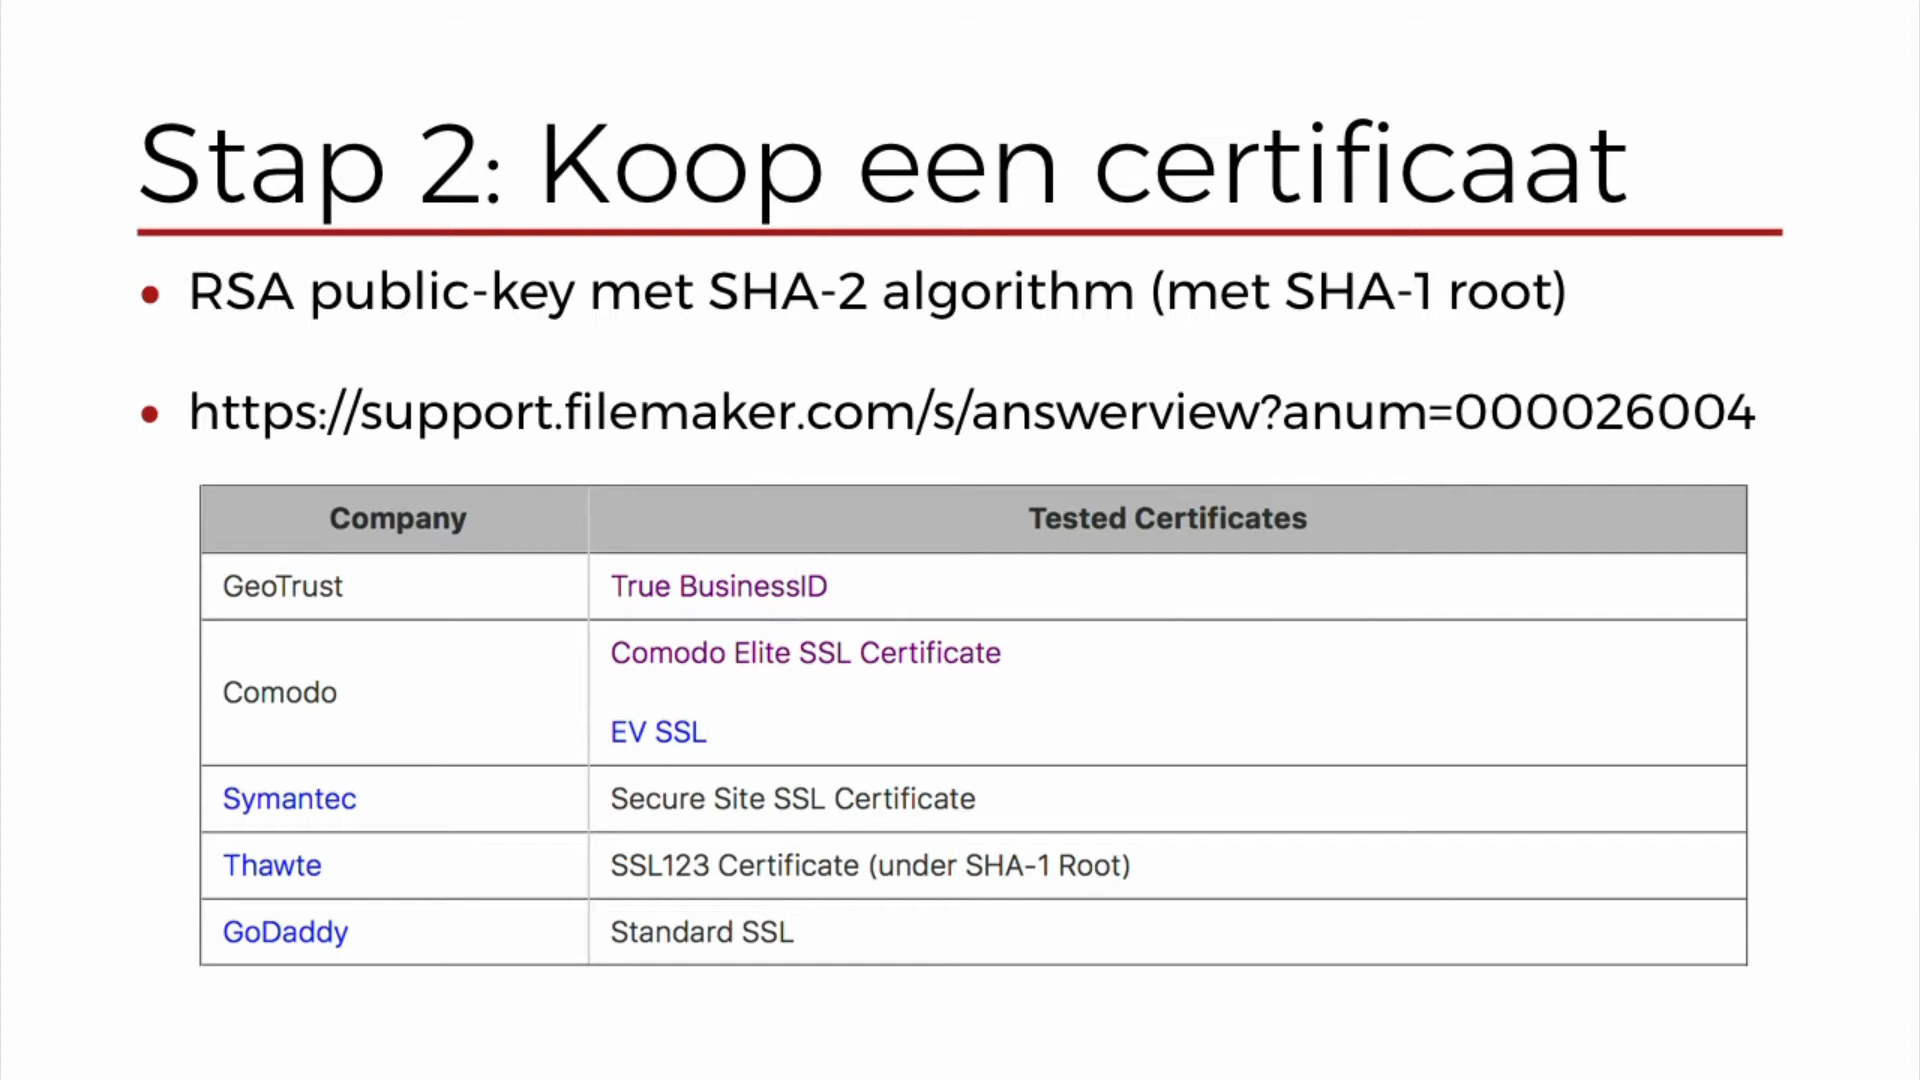 Stap 2: Koop een certificaat
• RSA public-key met SHA-2 algorithm (met SHA-1 root)
• https://support.filemaker.com/s/answerview?anum=000026004
Company Tested Certificates
GeoTrust True BusinessID
Comodo Comodo Elite SSL Certificate
EV SSL
Symantec Secure Site SSL Certificate
Thawte SSL123 Certificate (under SHA-1 Root)
GoDaddy Standard SSL